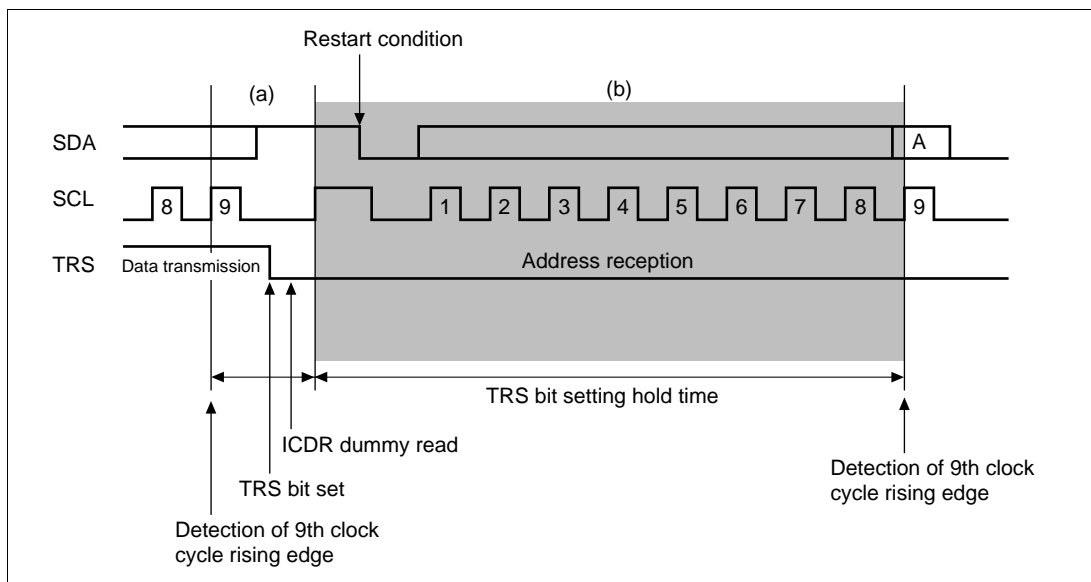 Restart condition
(a)
(b)
SDA
A
SCL
8
9
1
2
3
4
5
6
7
8
9
TRS
Data transmission
Address reception
TRS bit setting hold time
ICDR dummy read
TRS bit set
Detection of 9th clock
cycle rising edge
Detection of 9th clock
cycle rising edge